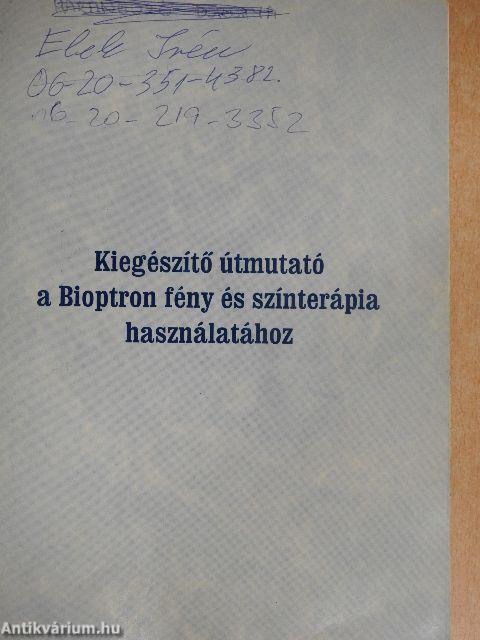 Elek Irén
06-20-351-4382.
06-20-219-3352
Kiegészítő útmutató
a Bioptron fény és színterápia
használatához
Antikvárium.hu